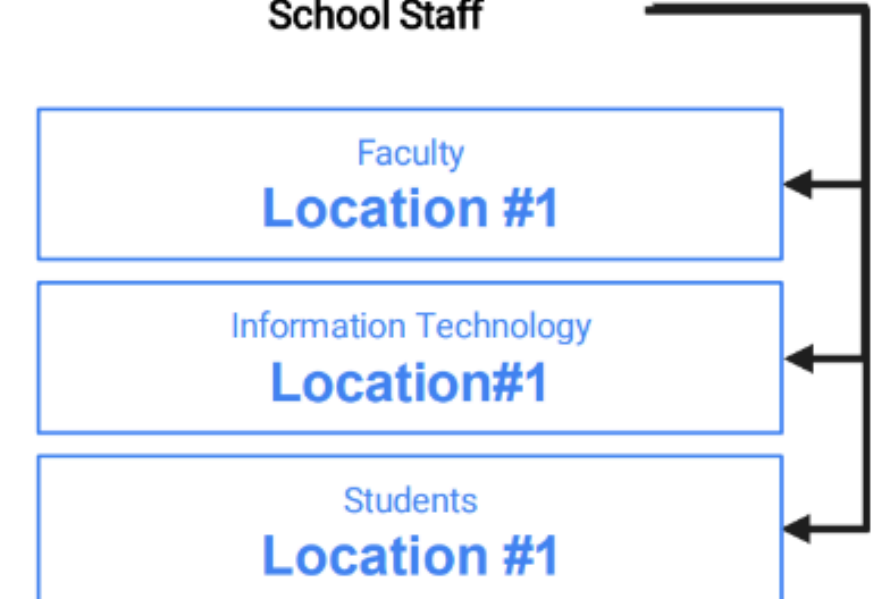 School Staff
Faculty
Location #1
Information Technology
Location#1
Students
Location #1